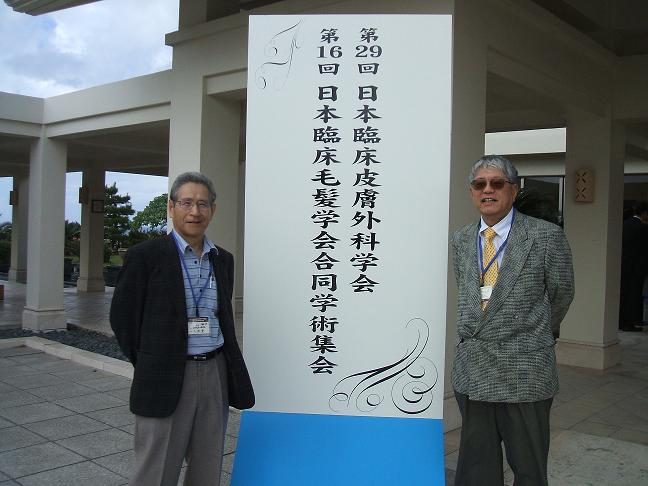 第29回 日本臨床皮膚外科学会
第16回 日本臨床毛髪学会合同学術集会